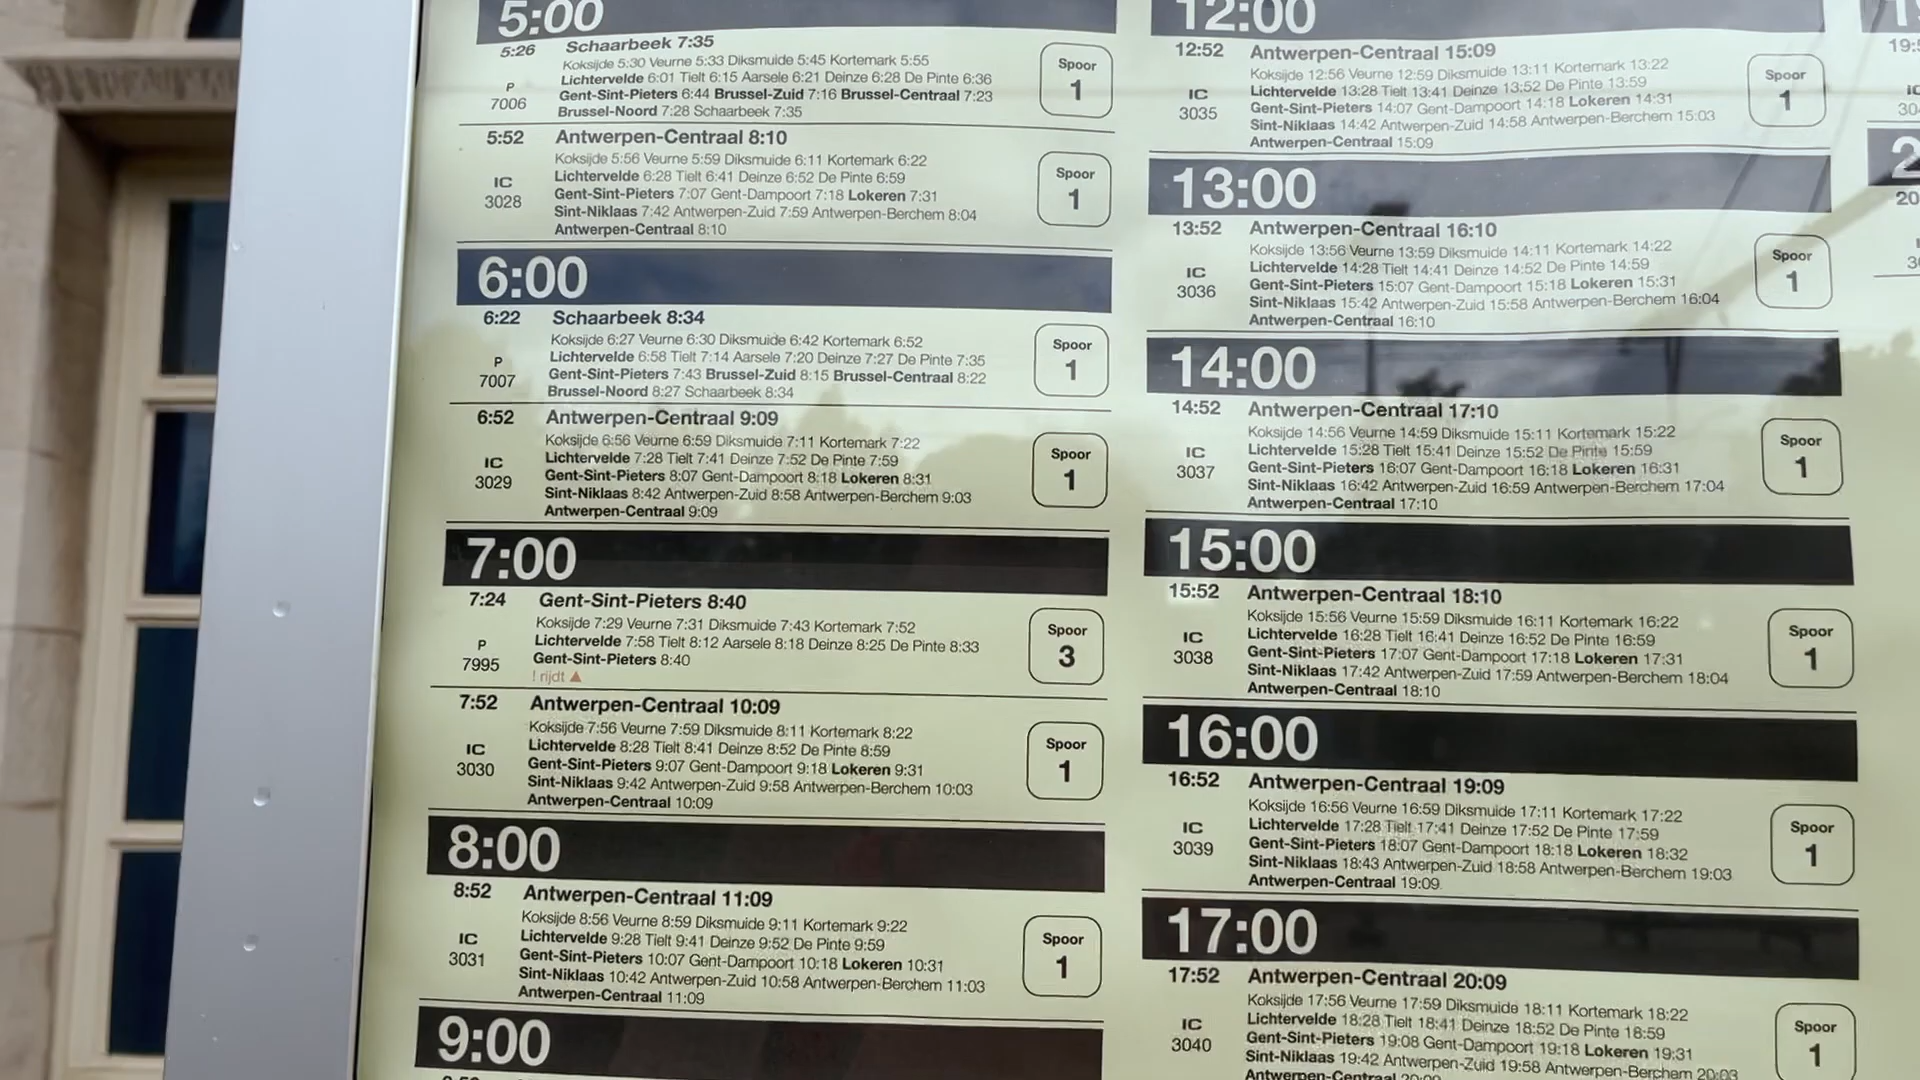 5:00
5:26 Schaarbeek 7:35
Koksijde 5:30 Veurne 5:33 Diksmuide 5:45 Kortemark 5:55
Lichtervelde 6:01 Tielt 6:15 Aarsele 6:21 Deinze 6:28 De Pinte 6:36
Gent-Sint-Pieters 6:44 Brussel-Zuid 7:16 Brussel-Centraal 7:23
Brussel-Noord 7:28 Schaarbeek 7:35
P
7006
Spoor
1
5:52 Antwerpen-Centraal 8:10
Koksijde 5:56 Veurne 5:59 Diksmuide 6:11 Kortemark 6:22
Lichtervelde 6:28 Tielt 6:41 Deinze 6:52 De Pinte 6:59
Gent-Sint-Pieters 7:07 Gent-Dampoort 7:18 Lokeren 7:31
Sint-Niklaas 7:42 Antwerpen-Zuid 7:59 Antwerpen-Berchem 8:04
Antwerpen-Centraal 8:10
IC
3028
Spoor
1
6:00
6:22 Schaarbeek 8:34
Koksijde 6:27 Veurne 6:30 Diksmuide 6:42 Kortemark 6:52
Lichtervelde 6:58 Tielt 7:14 Aarsele 7:20 Deinze 7:27 De Pinte 7:35
Gent-Sint-Pieters 7:43 Brussel-Zuid 8:15 Brussel-Centraal 8:22
Brussel-Noord 8:27 Schaarbeek 8:34
P
7007
Spoor
1
6:52 Antwerpen-Centraal 9:09
Koksijde 6:56 Veurne 6:59 Diksmuide 7:11 Kortemark 7:22
Lichtervelde 7:28 Tielt 7:41 Deinze 7:52 De Pinte 7:59
Gent-Sint-Pieters 8:07 Gent-Dampoort 8:18 Lokeren 8:31
Sint-Niklaas 8:42 Antwerpen-Zuid 8:58 Antwerpen-Berchem 9:03
Antwerpen-Centraal 9:09
IC
3029
Spoor
1
7:00
7:24 Gent-Sint-Pieters 8:40
Koksijde 7:29 Veurne 7:31 Diksmuide 7:43 Kortemark 7:52
Lichtervelde 7:58 Tielt 8:12 Aarsele 8:18 Deinze 8:25 De Pinte 8:33
Gent-Sint-Pieters 8:40
! rijdt ▲
P
7995
Spoor
3
7:52 Antwerpen-Centraal 10:09
Koksijde 7:56 Veurne 7:59 Diksmuide 8:11 Kortemark 8:22
Lichtervelde 8:28 Tielt 8:41 Deinze 8:52 De Pinte 8:59
Gent-Sint-Pieters 9:07 Gent-Dampoort 9:18 Lokeren 9:31
Sint-Niklaas 9:42 Antwerpen-Zuid 9:58 Antwerpen-Berchem 10:03
Antwerpen-Centraal 10:09
IC
3030
Spoor
1
8:00
8:52 Antwerpen-Centraal 11:09
Koksijde 8:56 Veurne 8:59 Diksmuide 9:11 Kortemark 9:22
Lichtervelde 9:28 Tielt 9:41 Deinze 9:52 De Pinte 9:59
Gent-Sint-Pieters 10:07 Gent-Dampoort 10:18 Lokeren 10:31
Sint-Niklaas 10:42 Antwerpen-Zuid 10:58 Antwerpen-Berchem 11:03
Antwerpen-Centraal 11:09
IC
3031
Spoor
1
9:00
12:00
12:52 Antwerpen-Centraal 15:09
Koksijde 12:56 Veurne 12:59 Diksmuide 13:11 Kortemark 13:22
Lichtervelde 13:28 Tielt 13:41 Deinze 13:52 De Pinte 13:59
Gent-Sint-Pieters 14:07 Gent-Dampoort 14:18 Lokeren 14:31
Sint-Niklaas 14:42 Antwerpen-Zuid 14:58 Antwerpen-Berchem 15:03
Antwerpen-Centraal 15:09
IC
3035
Spoor
1
13:00
13:52 Antwerpen-Centraal 16:10
Koksijde 13:56 Veurne 13:59 Diksmuide 14:11 Kortemark 14:22
Lichtervelde 14:28 Tielt 14:41 Deinze 14:52 De Pinte 14:59
Gent-Sint-Pieters 15:07 Gent-Dampoort 15:18 Lokeren 15:31
Sint-Niklaas 15:42 Antwerpen-Zuid 15:58 Antwerpen-Berchem 16:04
Antwerpen-Centraal 16:10
IC
3036
Spoor
1
14:00
14:52 Antwerpen-Centraal 17:10
Koksijde 14:56 Veurne 14:59 Diksmuide 15:11 Kortemark 15:22
Lichtervelde 15:28 Tielt 15:41 Deinze 15:52 De Pinte 15:59
Gent-Sint-Pieters 16:07 Gent-Dampoort 16:18 Lokeren 16:31
Sint-Niklaas 16:42 Antwerpen-Zuid 16:59 Antwerpen-Berchem 17:04
Antwerpen-Centraal 17:10
IC
3037
Spoor
1
15:00
15:52 Antwerpen-Centraal 18:10
Koksijde 15:56 Veurne 15:59 Diksmuide 16:11 Kortemark 16:22
Lichtervelde 16:28 Tielt 16:41 Deinze 16:52 De Pinte 16:59
Gent-Sint-Pieters 17:07 Gent-Dampoort 17:18 Lokeren 17:31
Sint-Niklaas 17:42 Antwerpen-Zuid 17:59 Antwerpen-Berchem 18:04
Antwerpen-Centraal 18:10
IC
3038
Spoor
1
16:00
16:52 Antwerpen-Centraal 19:09
Koksijde 16:56 Veurne 16:59 Diksmuide 17:11 Kortemark 17:22
Lichtervelde 17:28 Tielt 17:41 Deinze 17:52 De Pinte 17:59
Gent-Sint-Pieters 18:07 Gent-Dampoort 18:18 Lokeren 18:32
Sint-Niklaas 18:43 Antwerpen-Zuid 18:58 Antwerpen-Berchem 19:03
Antwerpen-Centraal 19:09
IC
3039
Spoor
1
17:00
17:52 Antwerpen-Centraal 20:09
Koksijde 17:56 Veurne 17:59 Diksmuide 18:11 Kortemark 18:22
Lichtervelde 18:28 Tielt 18:41 Deinze 18:52 De Pinte 18:59
Gent-Sint-Pieters 19:08 Gent-Dampoort 19:18 Lokeren 19:31
Sint-Niklaas 19:42 Antwerpen-Zuid 19:58 Antwerpen-Berchem 20:03
Antwerpen-Centraal 20:09
IC
3040
Spoor
1